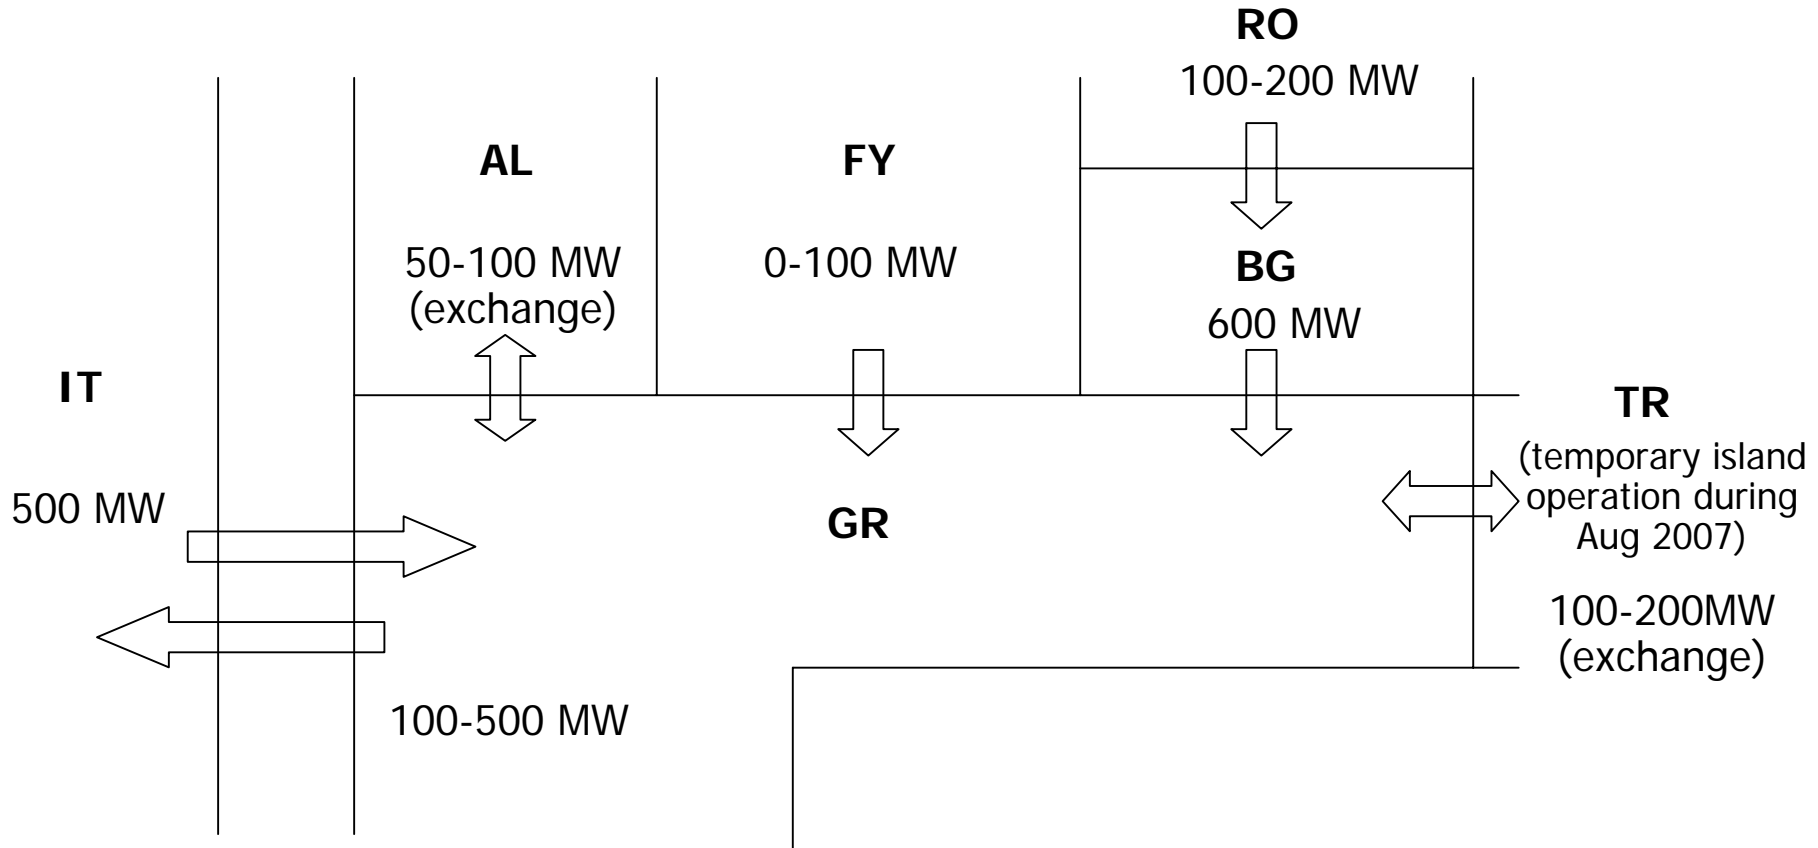 RO
100-200 MW
AL
FY
50-100 MW
(exchange)
0-100 MW
BG
600 MW
IT
500 MW
GR
TR
(temporary island
operation during
Aug 2007)
100-200MW
(exchange)
100-500 MW